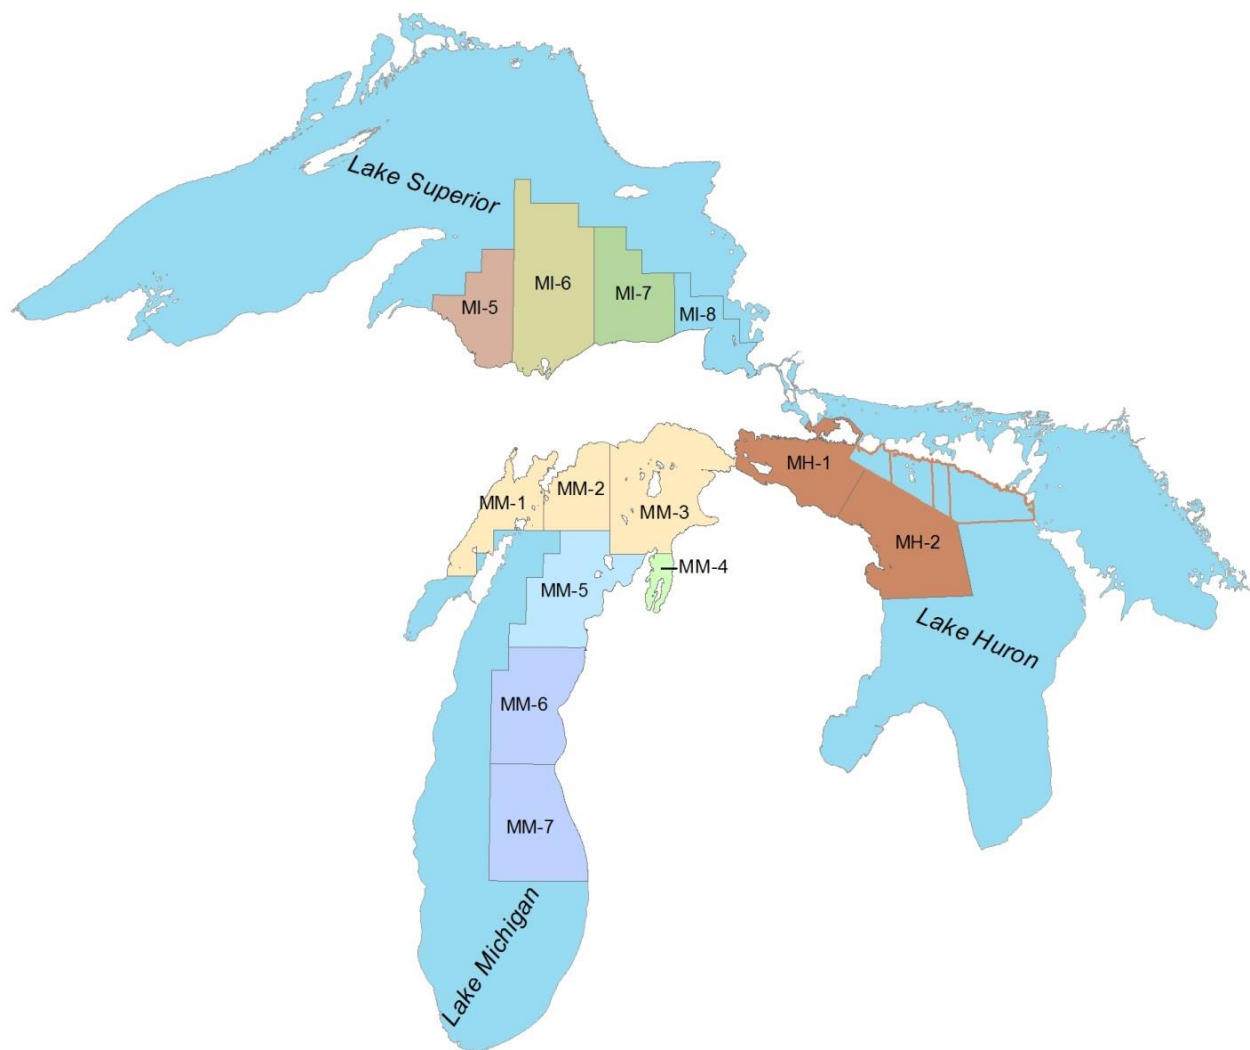 Lake Superior
MI-5
MI-6
MI-7
MI-8
MM-1
MM-2
MM-3
MH-1
MH-2
MM-4
MM-5
Lake Huron
MM-6
MM-7
Lake Michigan